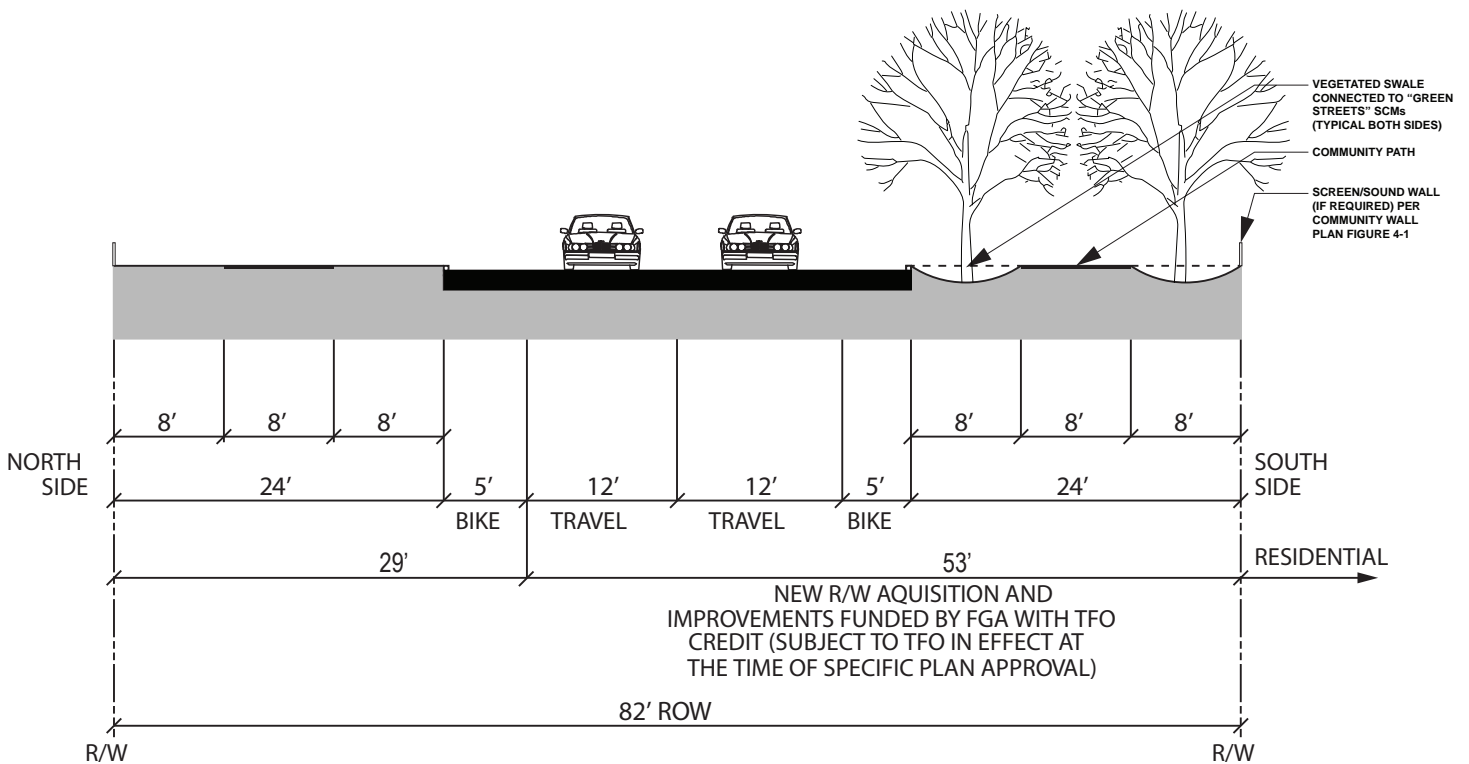 VEGETATED SWALE
CONNECTED TO “GREEN
STREETS” SCMs
(TYPICAL BOTH SIDES)
COMMUNITY PATH
SCREEN/SOUND WALL
(IF REQUIRED) PER
COMMUNITY WALL
PLAN FIGURE 4-1
8’ 8’ 8’ 8’ 8’ 8’
NORTH
SIDE
SOUTH
SIDE
24’ 5’ 12’ 12’ 5’ 24’
BIKE TRAVEL TRAVEL BIKE
29’ 53’ RESIDENTIAL
NEW R/W AQUISITION AND
IMPROVEMENTS FUNDED BY FGA WITH TFO
CREDIT (SUBJECT TO TFO IN EFFECT AT
THE TIME OF SPECIFIC PLAN APPROVAL)
82’ ROW
R/W R/W